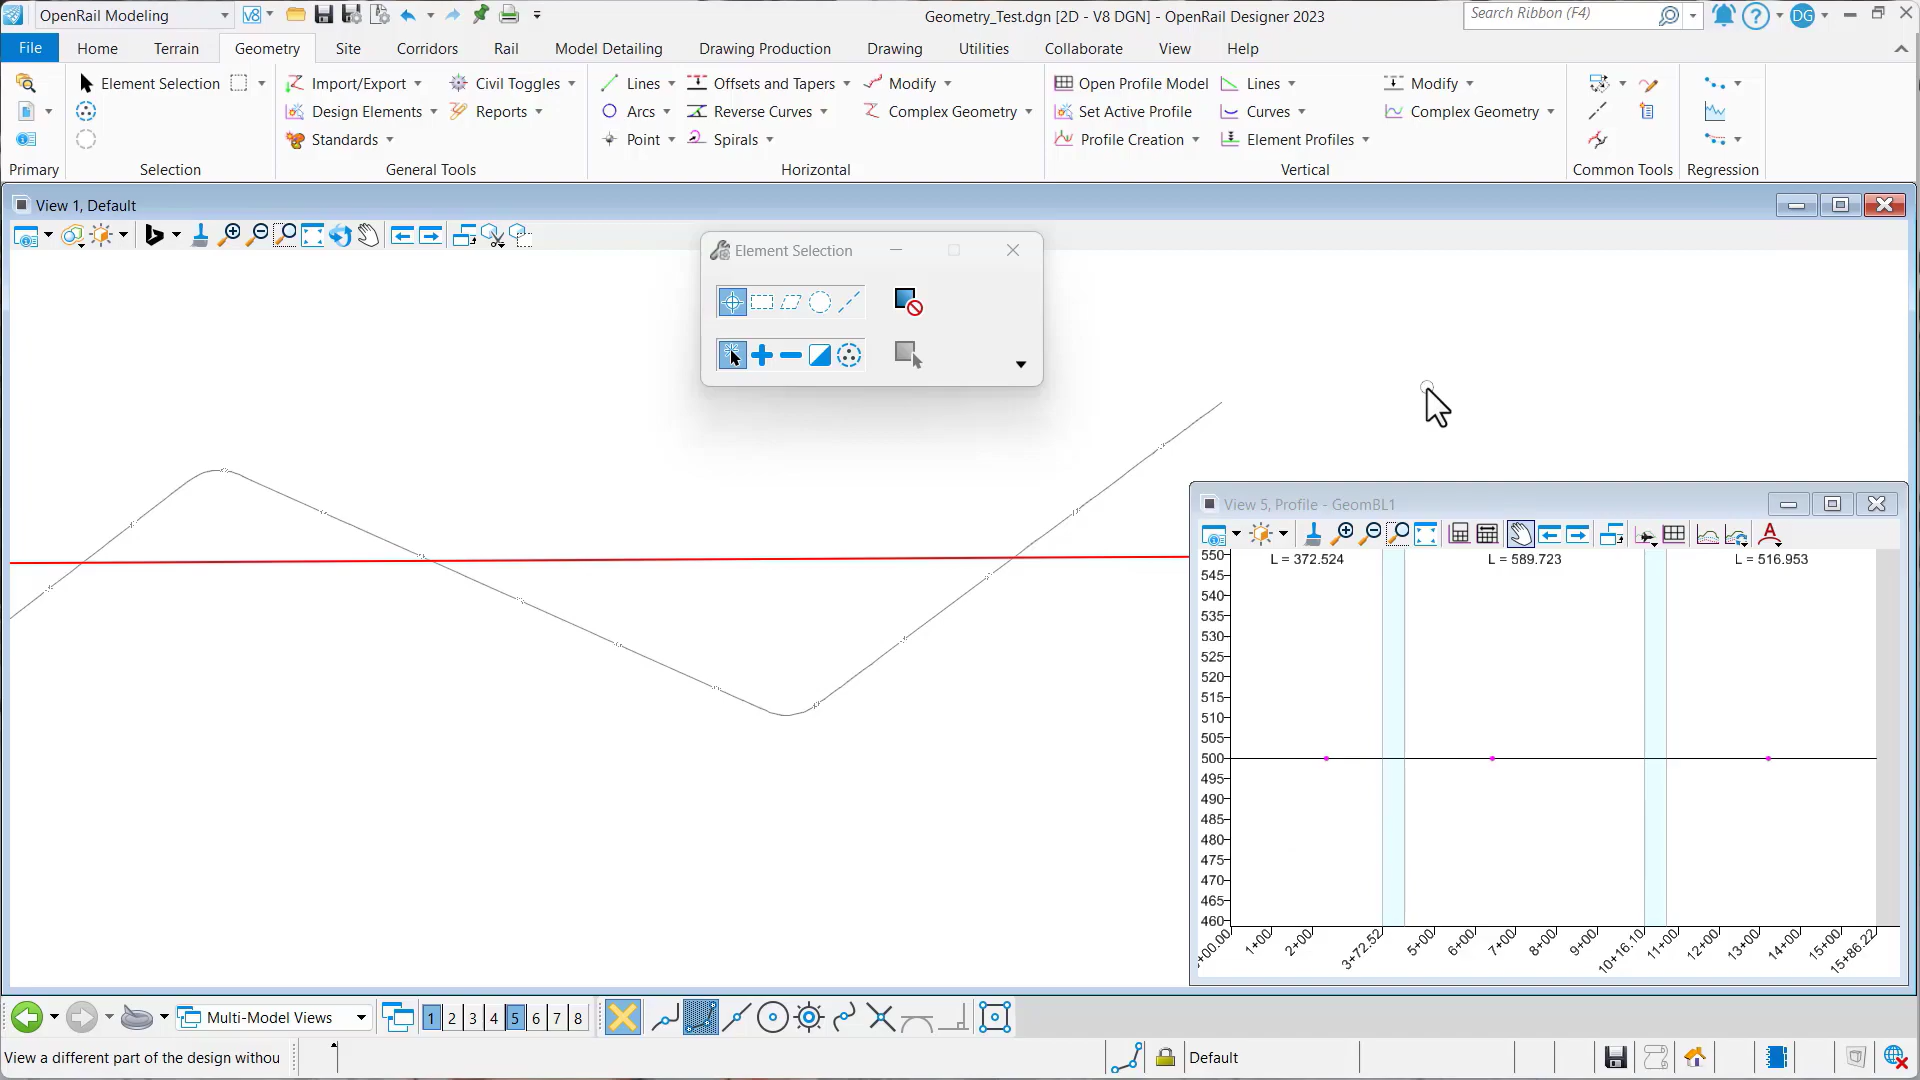 OpenRail Modeling
V8
Geometry_Test.dgn [2D - V8 DGN] - OpenRail Designer 2023
Search Ribbon (F4)
DG
File
Home
Terrain
Geometry
Site
Corridors
Rail
Model Detailing
Drawing Production
Drawing
Utilities
Collaborate
View
Help
Element Selection
Import/Export
Civil Toggles
Lines
Offsets and Tapers
Modify
Open Profile Model
Lines
Modify
Design Elements
Reports
Arcs
Reverse Curves
Complex Geometry
Set Active Profile
Curves
Complex Geometry
Standards
Point
Spirals
Profile Creation
Element Profiles
Primary
Selection
General Tools
Horizontal
Vertical
Common Tools
Regression
View 1, Default
Element Selection
View 5, Profile - GeomBL1
L = 372.524
L = 589.723
L = 516.953
550
545
540
535
530
525
520
515
510
505
500
495
490
485
480
475
470
465
460
1+00
2+00
3+72.52
5+00
6+00
7+00
8+00
9+00
10+16.10
11+00
12+00
13+00
14+00
15+00
15+86.22
Multi-Model Views
1 2 3 4 5 6 7 8
View a different part of the design withou
Default